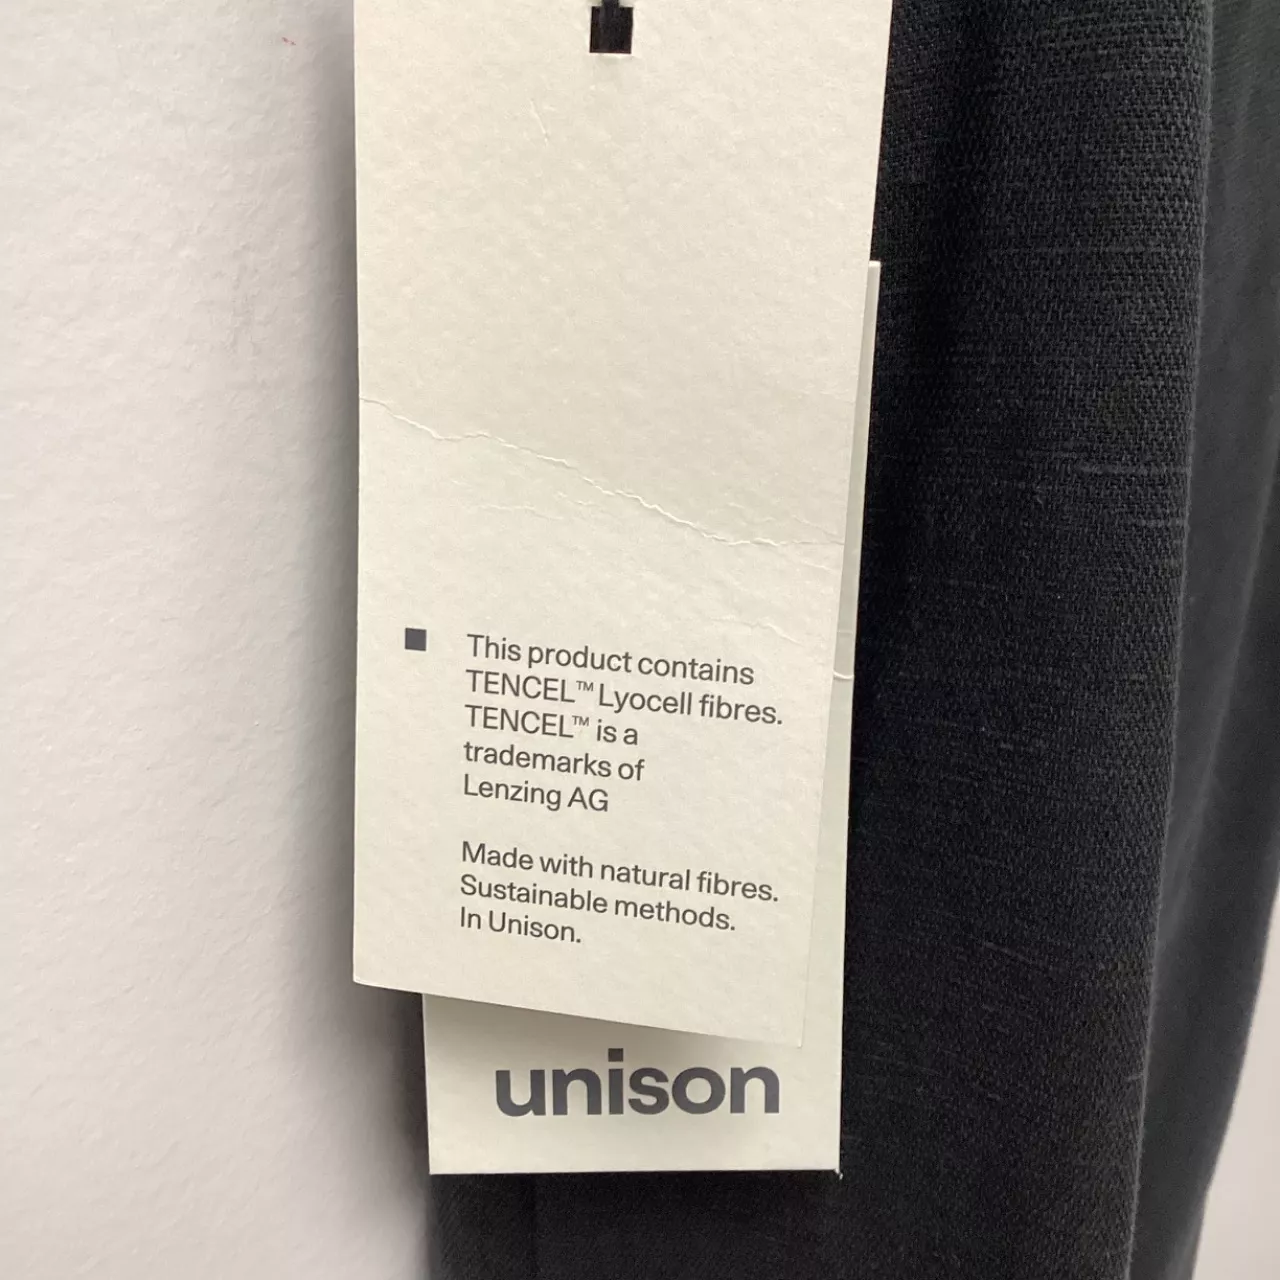 This product contains
TENCEL™ Lyocell fibres.
TENCEL™ is a
trademarks of
Lenzing AG
Made with natural fibres.
Sustainable methods.
In Unison.
unison